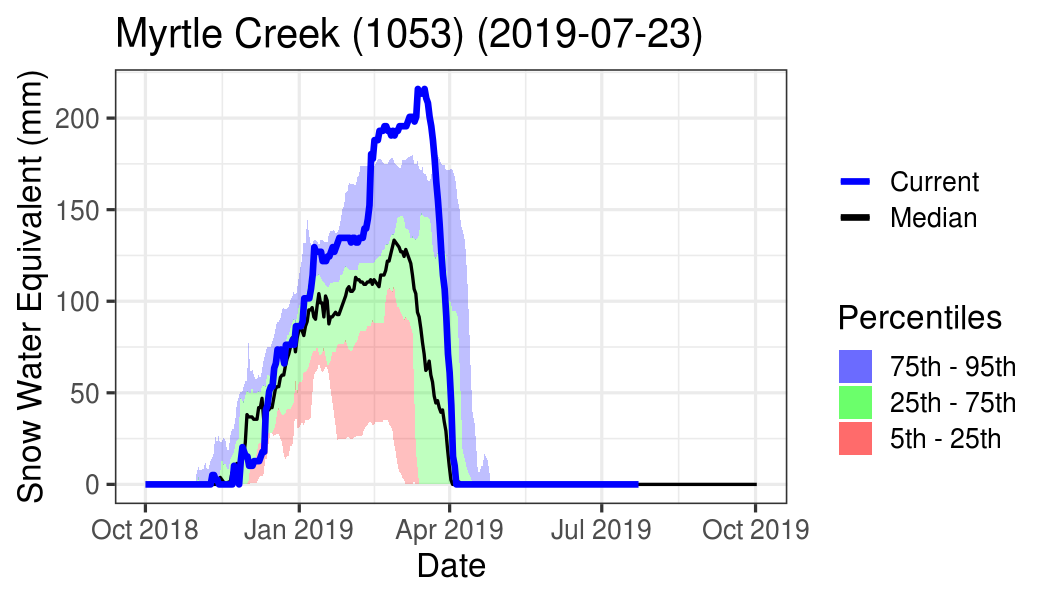 Myrtle Creek (1053) (2019-07-23)
Snow Water Equivalent (mm)
200
150
100
50
0
Oct 2018
Jan 2019
Apr 2019
Jul 2019
Oct 2019
Date
Current
Median
Percentiles
75th - 95th
25th - 75th
5th - 25th